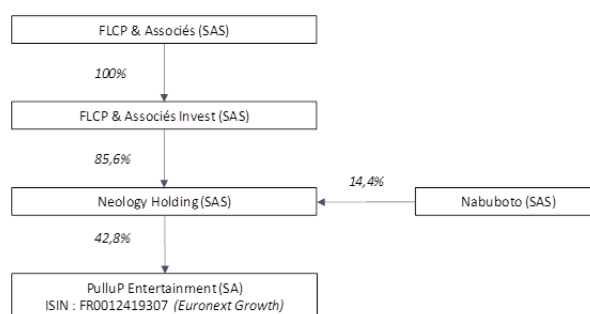 FLCP & Associés (SAS)
100%
FLCP & Associés Invest (SAS)
85,6%
14,4%
Neology Holding (SAS)
Nabuboto (SAS)
42,8%
PulluP Entertainment (SA)
ISIN : FR0012419307 (Euronext Growth)